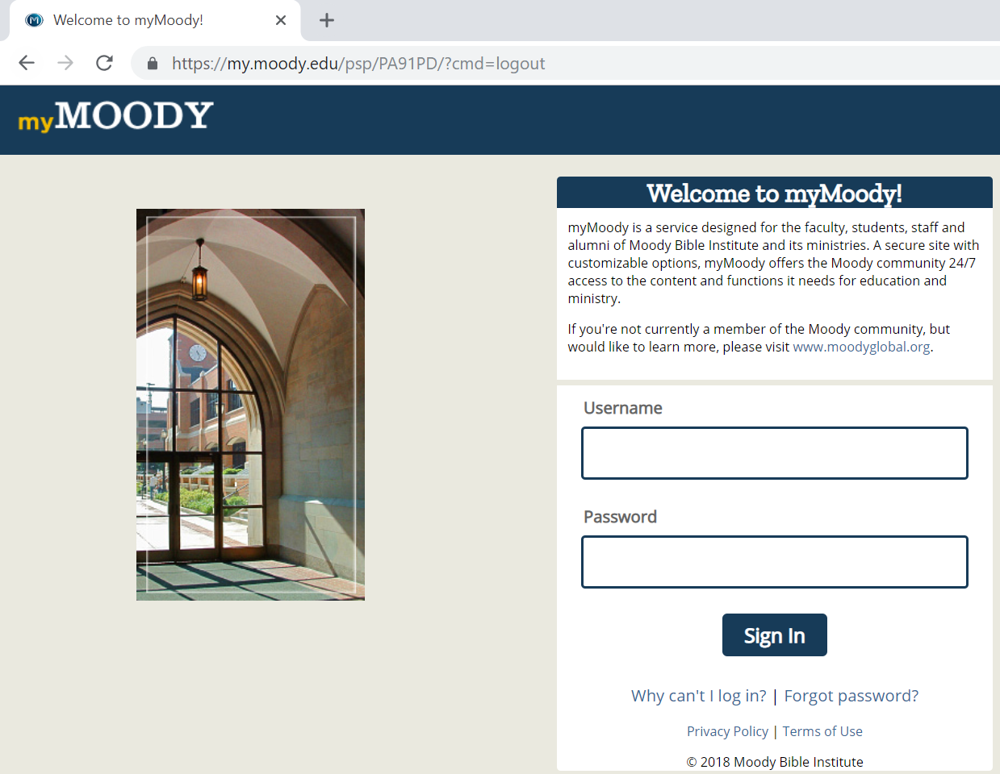 Welcome to myMoody!
https://my.moody.edu/psp/PA91PD/?cmd=logout
myMOODY
Welcome to myMoody!
myMoody is a service designed for the faculty, students, staff and
alumni of Moody Bible Institute and its ministries. A secure site with
customizable options, myMoody offers the Moody community 24/7
access to the content and functions it needs for education and
ministry.
If you're not currently a member of the Moody community, but
would like to learn more, please visit www.moodyglobal.org.
Username
Password
Sign In
Why can't I log in? | Forgot password?
Privacy Policy | Terms of Use
© 2018 Moody Bible Institute